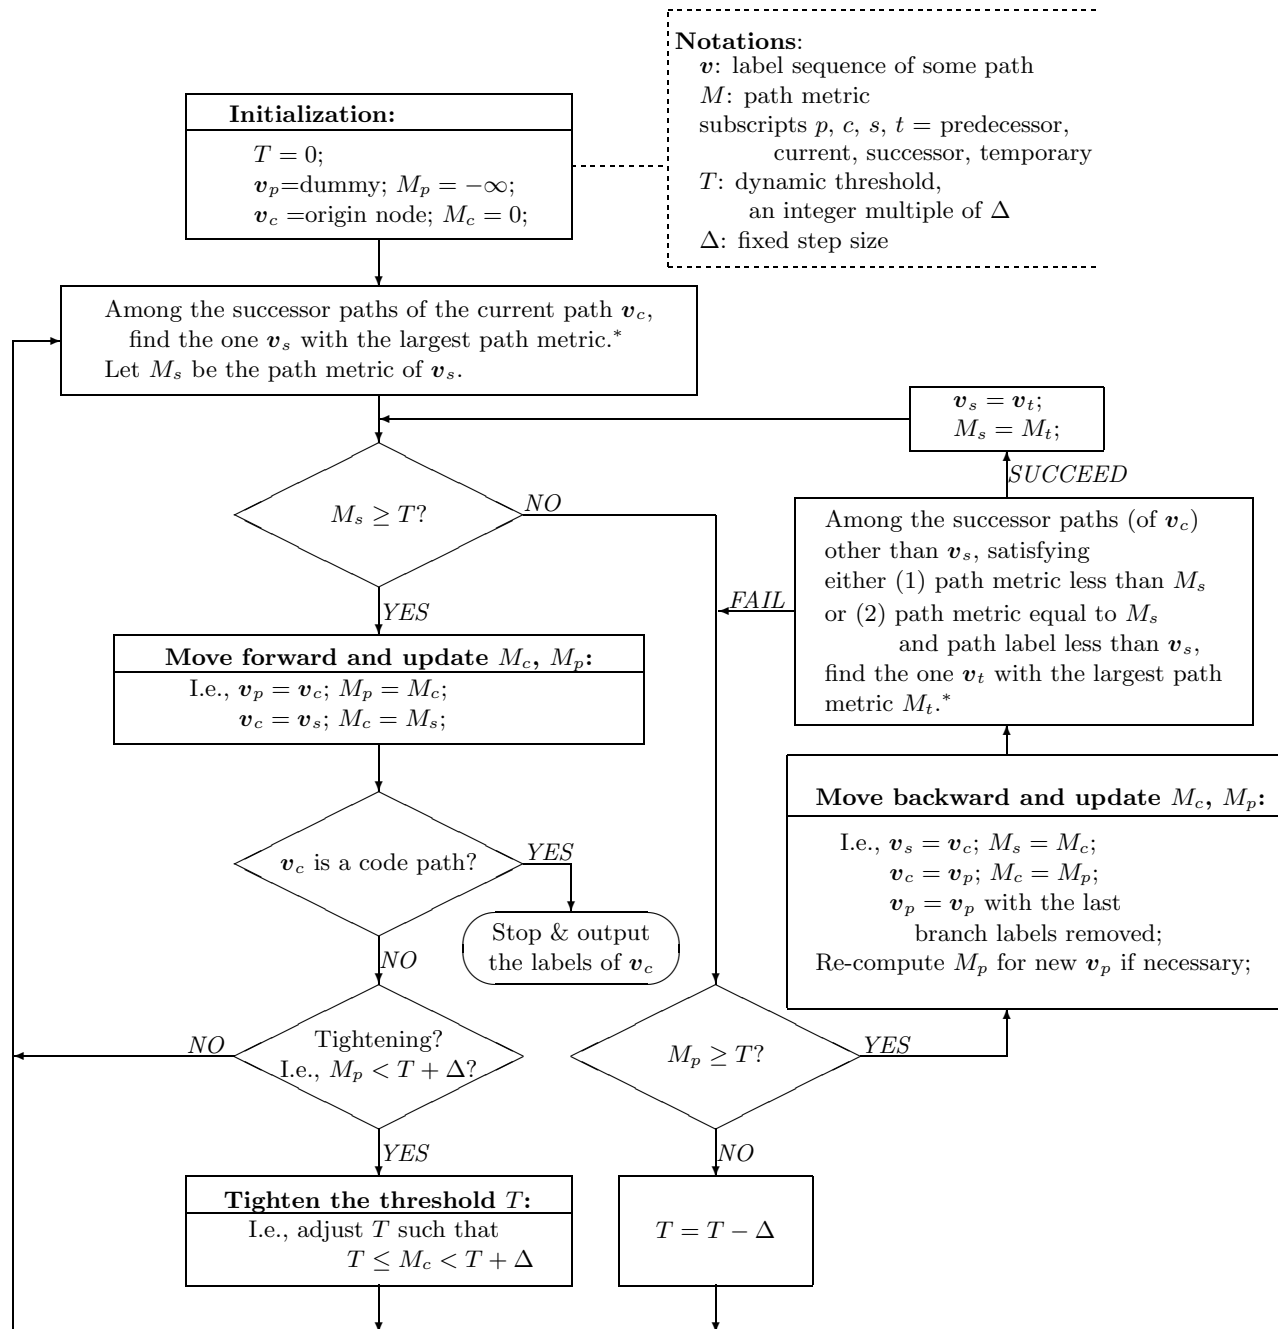 Notations:
v: label sequence of some path
M: path metric
subscripts p, c, s, t = predecessor,
current, successor, temporary
T: dynamic threshold,
an integer multiple of Δ
Δ: fixed step size
Initialization:
T = 0;
v_p=dummy; M_p = −∞;
v_c =origin node; M_c = 0;
Among the successor paths of the current path v_c,
find the one v_s with the largest path metric.*
Let M_s be the path metric of v_s.
v_s = v_t;
M_s = M_t;
SUCCEED
M_s ≥ T?
NO
YES
Among the successor paths (of v_c)
other than v_s, satisfying
either (1) path metric less than M_s
or (2) path metric equal to M_s
and path label less than v_s,
find the one v_t with the largest path
metric M_t.*
FAIL
Move forward and update M_c, M_p:
I.e., v_p = v_c; M_p = M_c;
v_c = v_s; M_c = M_s;
Move backward and update M_c, M_p:
I.e., v_s = v_c; M_s = M_c;
v_c = v_p; M_c = M_p;
v_p = v_p with the last
branch labels removed;
Re-compute M_p for new v_p if necessary;
v_c is a code path?
YES
Stop & output
the labels of v_c
NO
Tightening?
I.e., M_p < T + Δ?
NO
YES
M_p ≥ T?
YES
NO
Tighten the threshold T:
I.e., adjust T such that
T ≤ M_c < T + Δ
T = T − Δ